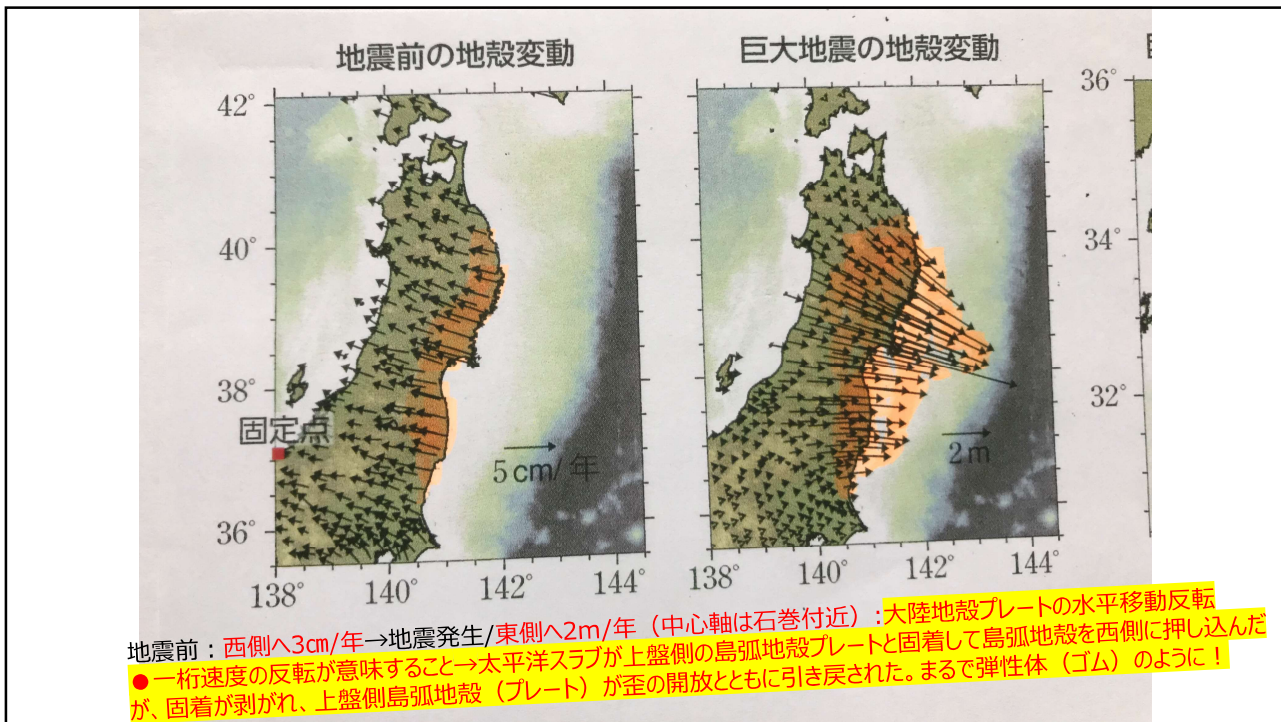 地震前の地殻変動
巨大地震の地殻変動
42°
40°
38°
36°
固定点
5 cm/年
138°
140°
142°
144°
2 m
138°
140°
142°
144°
36°
34°
32°
地震前：西側へ3㎝/年→地震発生/東側へ2ｍ/年（中心軸は石巻付近）:大陸地殻プレートの水平移動反転
●一桁速度の反転が意味すること→太平洋スラブが上盤側の島弧地殻プレートと固着して島弧地殻を西側に押し込んだ
が、固着が剥がれ、上盤側島弧地殻（プレート）が歪の開放とともに引き戻された。まるで弾性体（ゴム）のように！